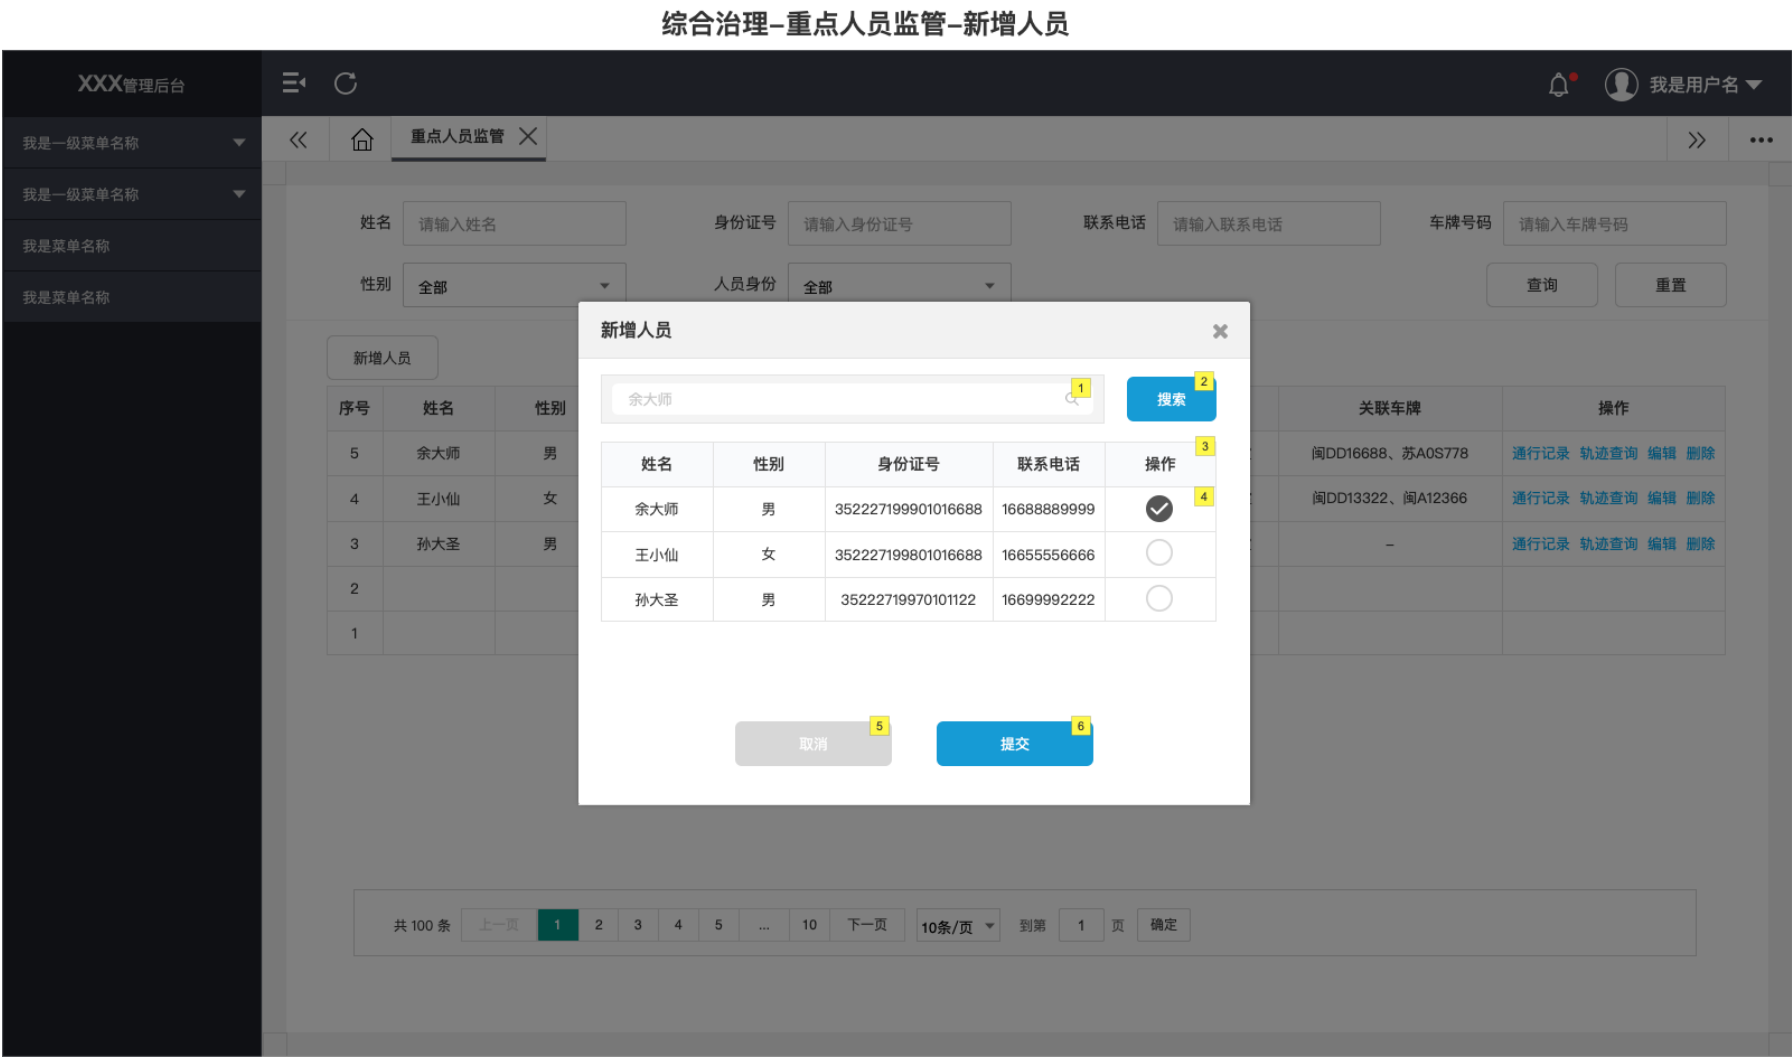 综合治理–重点人员监管–新增人员
XXX管理后台
我是用户名
我是一级菜单名称
我是一级菜单名称
我是菜单名称
我是菜单名称
重点人员监管
姓名 请输入姓名 身份证号 请输入身份证号 联系电话 请输入联系电话 车牌号码 请输入车牌号码
性别 全部 人员身份 全部 查询 重置
新增人员
序号 姓名 性别 关联车牌 操作
5 余大师 男 闽DD16688、苏A0S778 通行记录 轨迹查询 编辑 删除
4 王小仙 女 闽DD13322、闽A12366 通行记录 轨迹查询 编辑 删除
3 孙大圣 男 – 通行记录 轨迹查询 编辑 删除
2
1
新增人员
余大师 1 搜索 2
姓名 性别 身份证号 联系电话 操作 3
余大师 男 352227199901016688 16688889999 4
王小仙 女 352227199801016688 16655556666
孙大圣 男 35222719970101122 16699992222
取消 5 提交 6
共 100 条 上一页 1 2 3 4 5 ... 10 下一页 10条/页 到第 1 页 确定